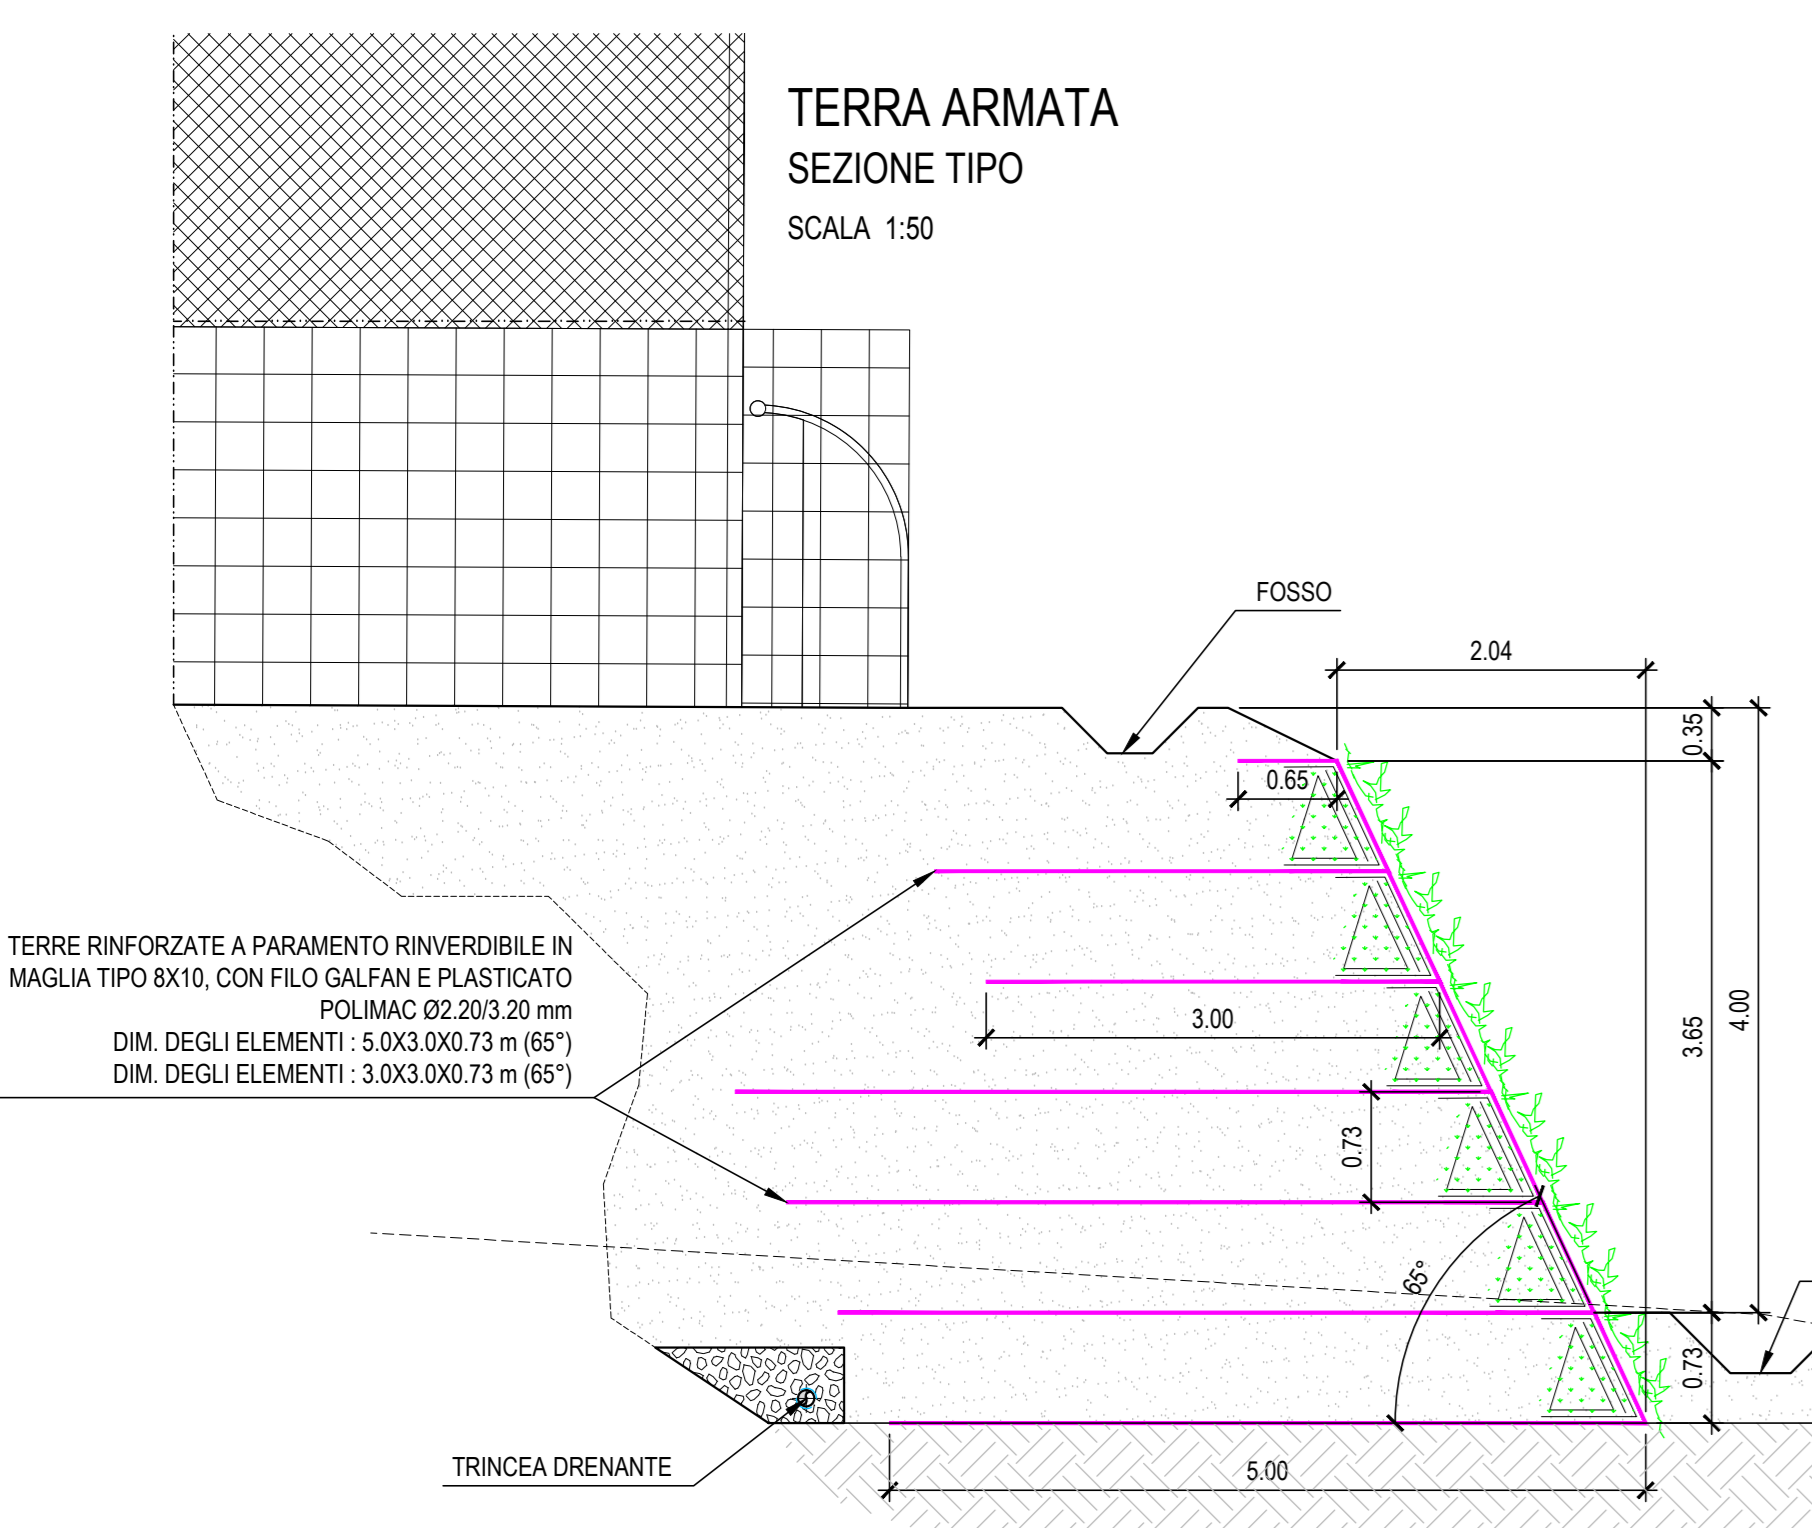 TERRA ARMATA
SEZIONE TIPO
SCALA 1:50
FOSSO
2.04
0.35
0.65
TERRE RINFORZATE A PARAMENTO RINVERDIBILE IN
MAGLIA TIPO 8X10, CON FILO GALFAN E PLASTICATO
POLIMAC Ø2.20/3.20 mm
DIM. DEGLI ELEMENTI : 5.0X3.0X0.73 m (65°)
DIM. DEGLI ELEMENTI : 3.0X3.0X0.73 m (65°)
3.00
4.00
3.65
0.73
65°
0.73
TRINCEA DRENANTE
5.00